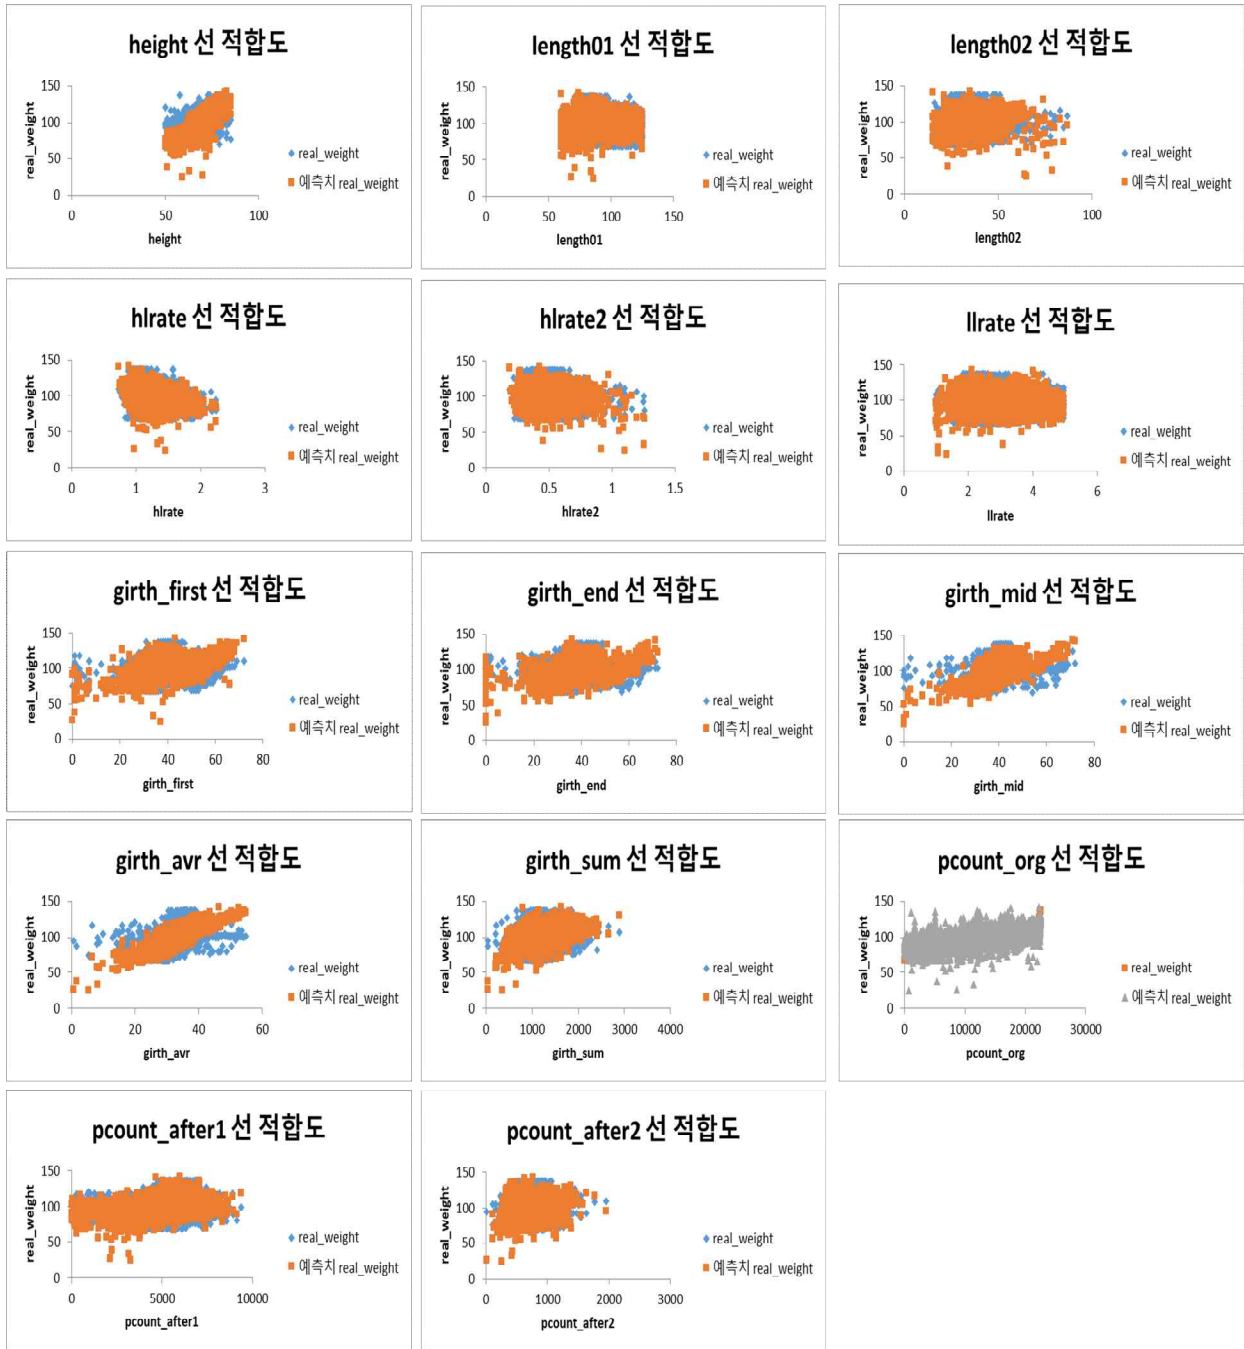 height 선 적합도
150
100
50
0
real_weight
real_weight
예측치 real_weight
0 50 100
height
length01 선 적합도
150
100
50
0
real_weight
real_weight
예측치 real_weight
0 50 100 150
length01
length02 선 적합도
150
100
50
0
real_weight
real_weight
예측치 real_weight
0 50 100
length02
hlrate 선 적합도
150
100
50
0
real_weight
real_weight
예측치 real_weight
0 1 2 3
hlrate
hlrate2 선 적합도
150
100
50
0
real_weight
real_weight
예측치 real_weight
0 0.5 1 1.5
hlrate2
llrate 선 적합도
150
100
50
0
real_weight
real_weight
예측치 real_weight
0 2 4 6
llrate
girth_first 선 적합도
150
100
50
0
real_weight
real_weight
예측치 real_weight
0 20 40 60 80
girth_first
girth_end 선 적합도
150
100
50
0
real_weight
real_weight
예측치 real_weight
0 20 40 60 80
girth_end
girth_mid 선 적합도
150
100
50
0
real_weight
real_weight
예측치 real_weight
0 20 40 60 80
girth_mid
girth_avr 선 적합도
150
100
50
0
real_weight
real_weight
예측치 real_weight
0 20 40 60
girth_avr
girth_sum 선 적합도
150
100
50
0
real_weight
real_weight
예측치 real_weight
0 1000 2000 3000 4000
girth_sum
pcount_org 선 적합도
150
100
50
0
real_weight
real_weight
예측치 real_weight
0 10000 20000 30000
pcount_org
pcount_after1 선 적합도
150
100
50
0
real_weight
real_weight
예측치 real_weight
0 5000 10000
pcount_after1
pcount_after2 선 적합도
150
100
50
0
real_weight
real_weight
예측치 real_weight
0 1000 2000 3000
pcount_after2